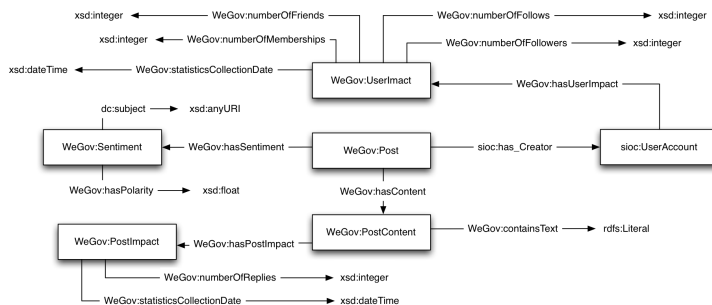 xsd:integer WeGov:numberOfFriends WeGov:numberOfFollows xsd:integer
xsd:integer WeGov:numberOfMemberships WeGov:numberOfFollowers xsd:integer
xsd:dateTime WeGov:statisticsCollectionDate WeGov:UserImact
WeGov:hasUserImpact
dc:subject xsd:anyURI
WeGov:Sentiment WeGov:hasSentiment WeGov:Post sioc:has_Creator sioc:UserAccount
WeGov:hasPolarity xsd:float WeGov:hasContent
WeGov:PostImpact WeGov:hasPostImpact WeGov:PostContent WeGov:containsText rdfs:Literal
WeGov:numberOfReplies xsd:integer
WeGov:statisticsCollectionDate xsd:dateTime